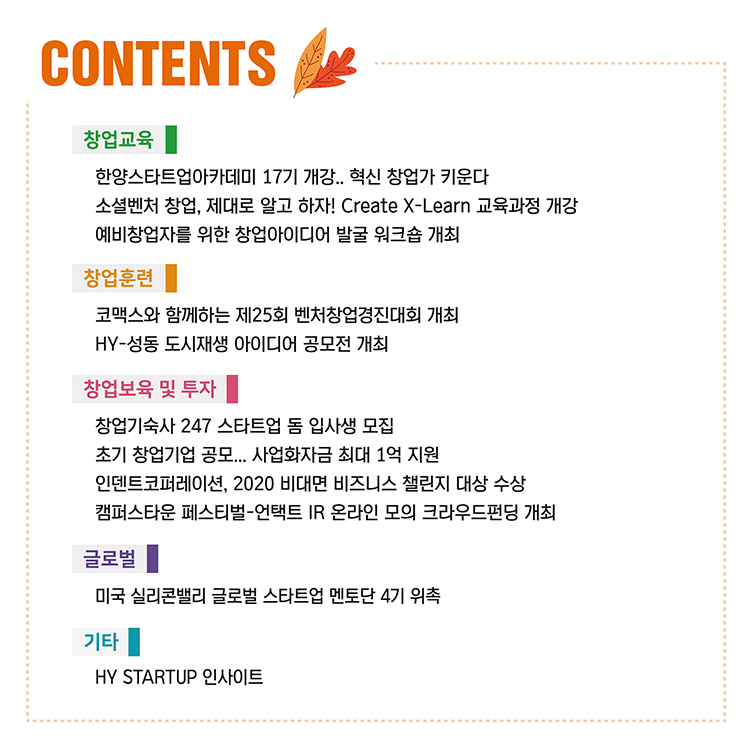 CONTENTS
창업교육
한양스타트업아카데미 17기 개강.. 혁신 창업가 키운다
소셜벤처 창업, 제대로 알고 하자! Create X-Learn 교육과정 개강
예비창업자를 위한 창업아이디어 발굴 워크숍 개최
창업훈련
코맥스와 함께하는 제25회 벤처창업경진대회 개최
HY-성동 도시재생 아이디어 공모전 개최
창업보육 및 투자
창업기숙사 247 스타트업 돔 입사생 모집
초기 창업기업 공모... 사업화자금 최대 1억 지원
인덴트코퍼레이션, 2020 비대면 비즈니스 챌린지 대상 수상
캠퍼스타운 페스티벌-언택트 IR 온라인 모의 크라우드펀딩 개최
글로벌
미국 실리콘밸리 글로벌 스타트업 멘토단 4기 위촉
기타
HY STARTUP 인사이트